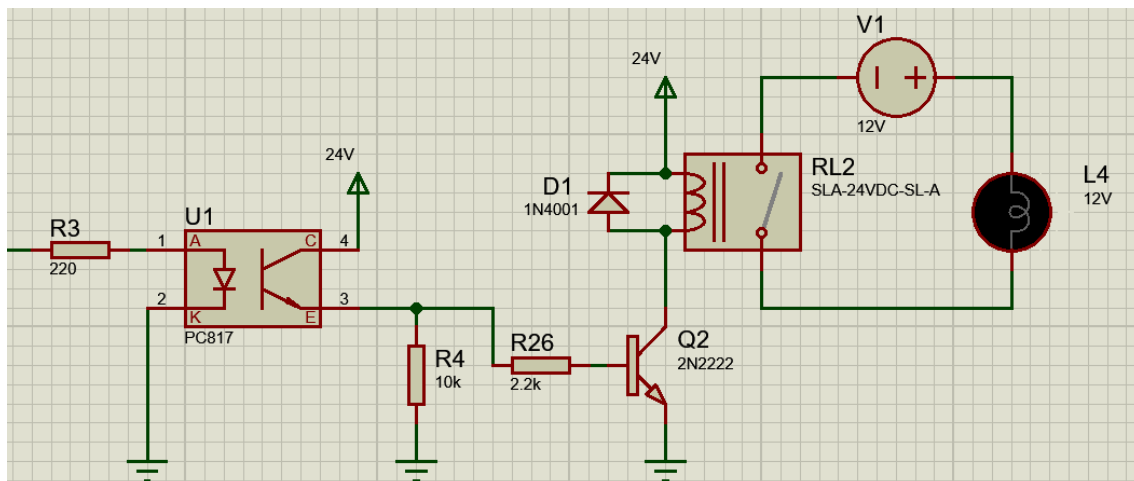 V1
12V
24V
RL2
SLA-24VDC-SL-A
D1
1N4001
L4
12V
24V
R3
220
U1
1
A
C
4
2
K
E
3
PC817
R4
10k
R26
2.2k
Q2
2N2222